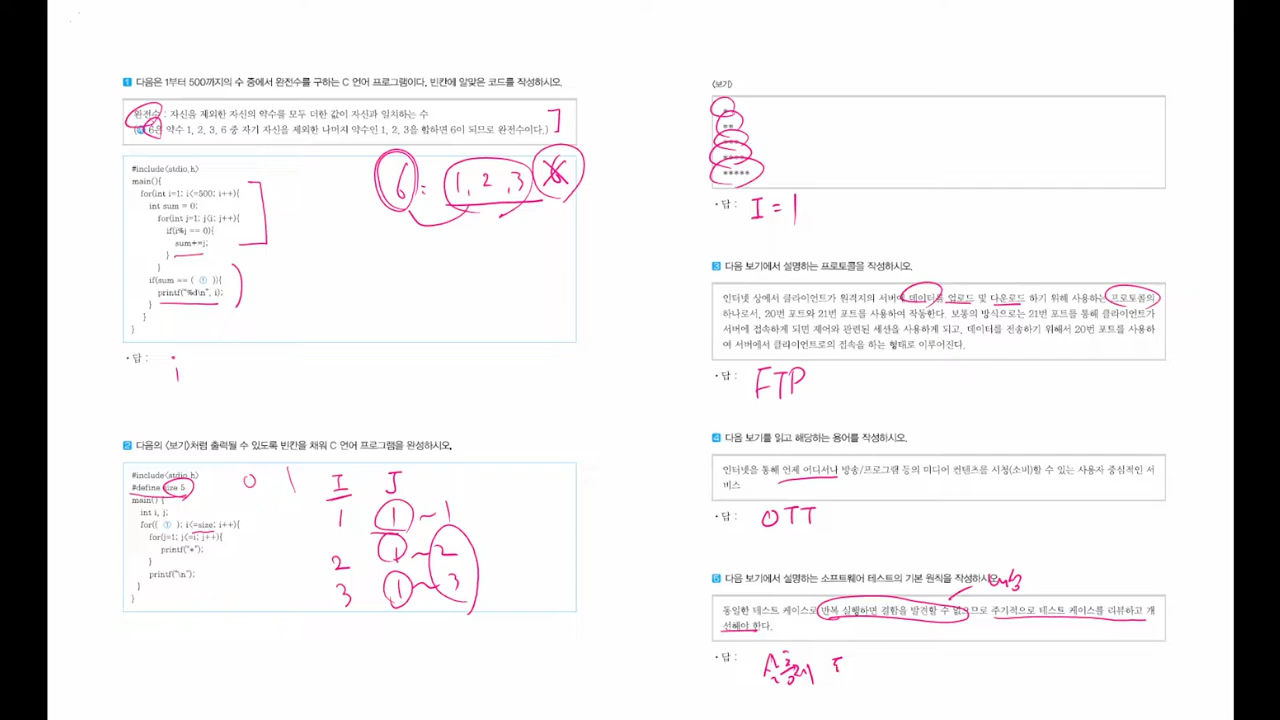 1 다음은 1부터 500까지의 수 중에서 완전수를 구하는 C 언어 프로그램이다. 빈칸에 알맞은 코드를 작성하시오.
완전수 : 자신을 제외한 자신의 약수를 모두 더한 값이 자신과 일치하는 수
6은 약수 1, 2, 3, 6 중 자기 자신을 제외한 나머지 약수인 1, 2, 3을 합하면 6이 되므로 완전수이다.)
#include<stdio.h>
main(){
for(int i=1; i<=500; i++){
int sum = 0;
for(int j=1; j<i; j++){
if(i%j == 0){
sum+=j;
}
}
if(sum == ( ① )){
printf("%d\n", i);
}
}
}
6 : 1, 2, 3
• 답 :
i
2 다음의 <보기>처럼 출력될 수 있도록 빈칸을 채워 C 언어 프로그램을 완성하시오.
#include<stdio.h>
#define size 5
main() {
int i, j;
for(( ① ); i<=size; i++){
for(j=1; j<=i; j++){
printf("*");
}
printf("\n");
}
}
0 1
I J
1 1 ~ 1
2 1 ~ 2
3 1 ~ 3
<보기>
*
**
***
****
*****
• 답 : I = 1
3 다음 보기에서 설명하는 프로토콜을 작성하시오.
인터넷 상에서 클라이언트가 원격지의 서버에 데이터를 업로드 및 다운로드 하기 위해 사용하는 프로토콜의
하나로서, 20번 포트와 21번 포트를 사용하여 작동한다. 보통의 방식으로는 21번 포트를 통해 클라이언트가
서버에 접속하게 되면 제어와 관련된 세션을 사용하게 되고, 데이터를 전송하기 위해서 20번 포트를 사용하
여 서버에서 클라이언트로의 접속을 하는 형태로 이루어진다.
• 답 : FTP
4 다음 보기를 읽고 해당하는 용어를 작성하시오.
인터넷을 통해 언제 어디서나 방송/프로그램 등의 미디어 컨텐츠를 시청(소비)할 수 있는 사용자 중심적인 서
비스
• 답 : OTT
5 다음 보기에서 설명하는 소프트웨어 테스트의 기본 원칙을 작성하시오.
동일한 테스트 케이스로 반복 실행하면 결함을 발견할 수 없으므로 주기적으로 테스트 케이스를 리뷰하고 개
선해야 한다.
• 답 : 살충제